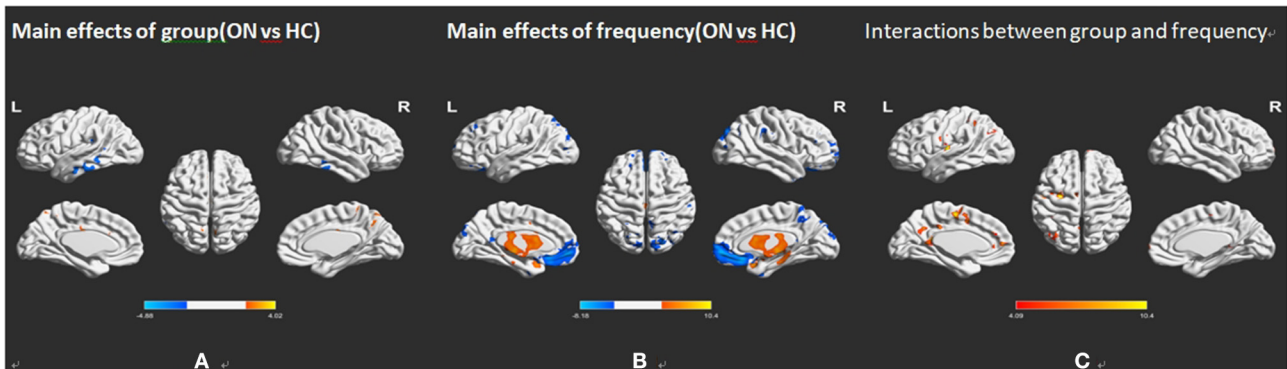 Main effects of group(ON vs HC)
Main effects of frequency(ON vs HC)
Interactions between group and frequency
L
R
L
R
L
R
-4.88
4.02
-8.18
10.4
4.09
10.4
A
B
C